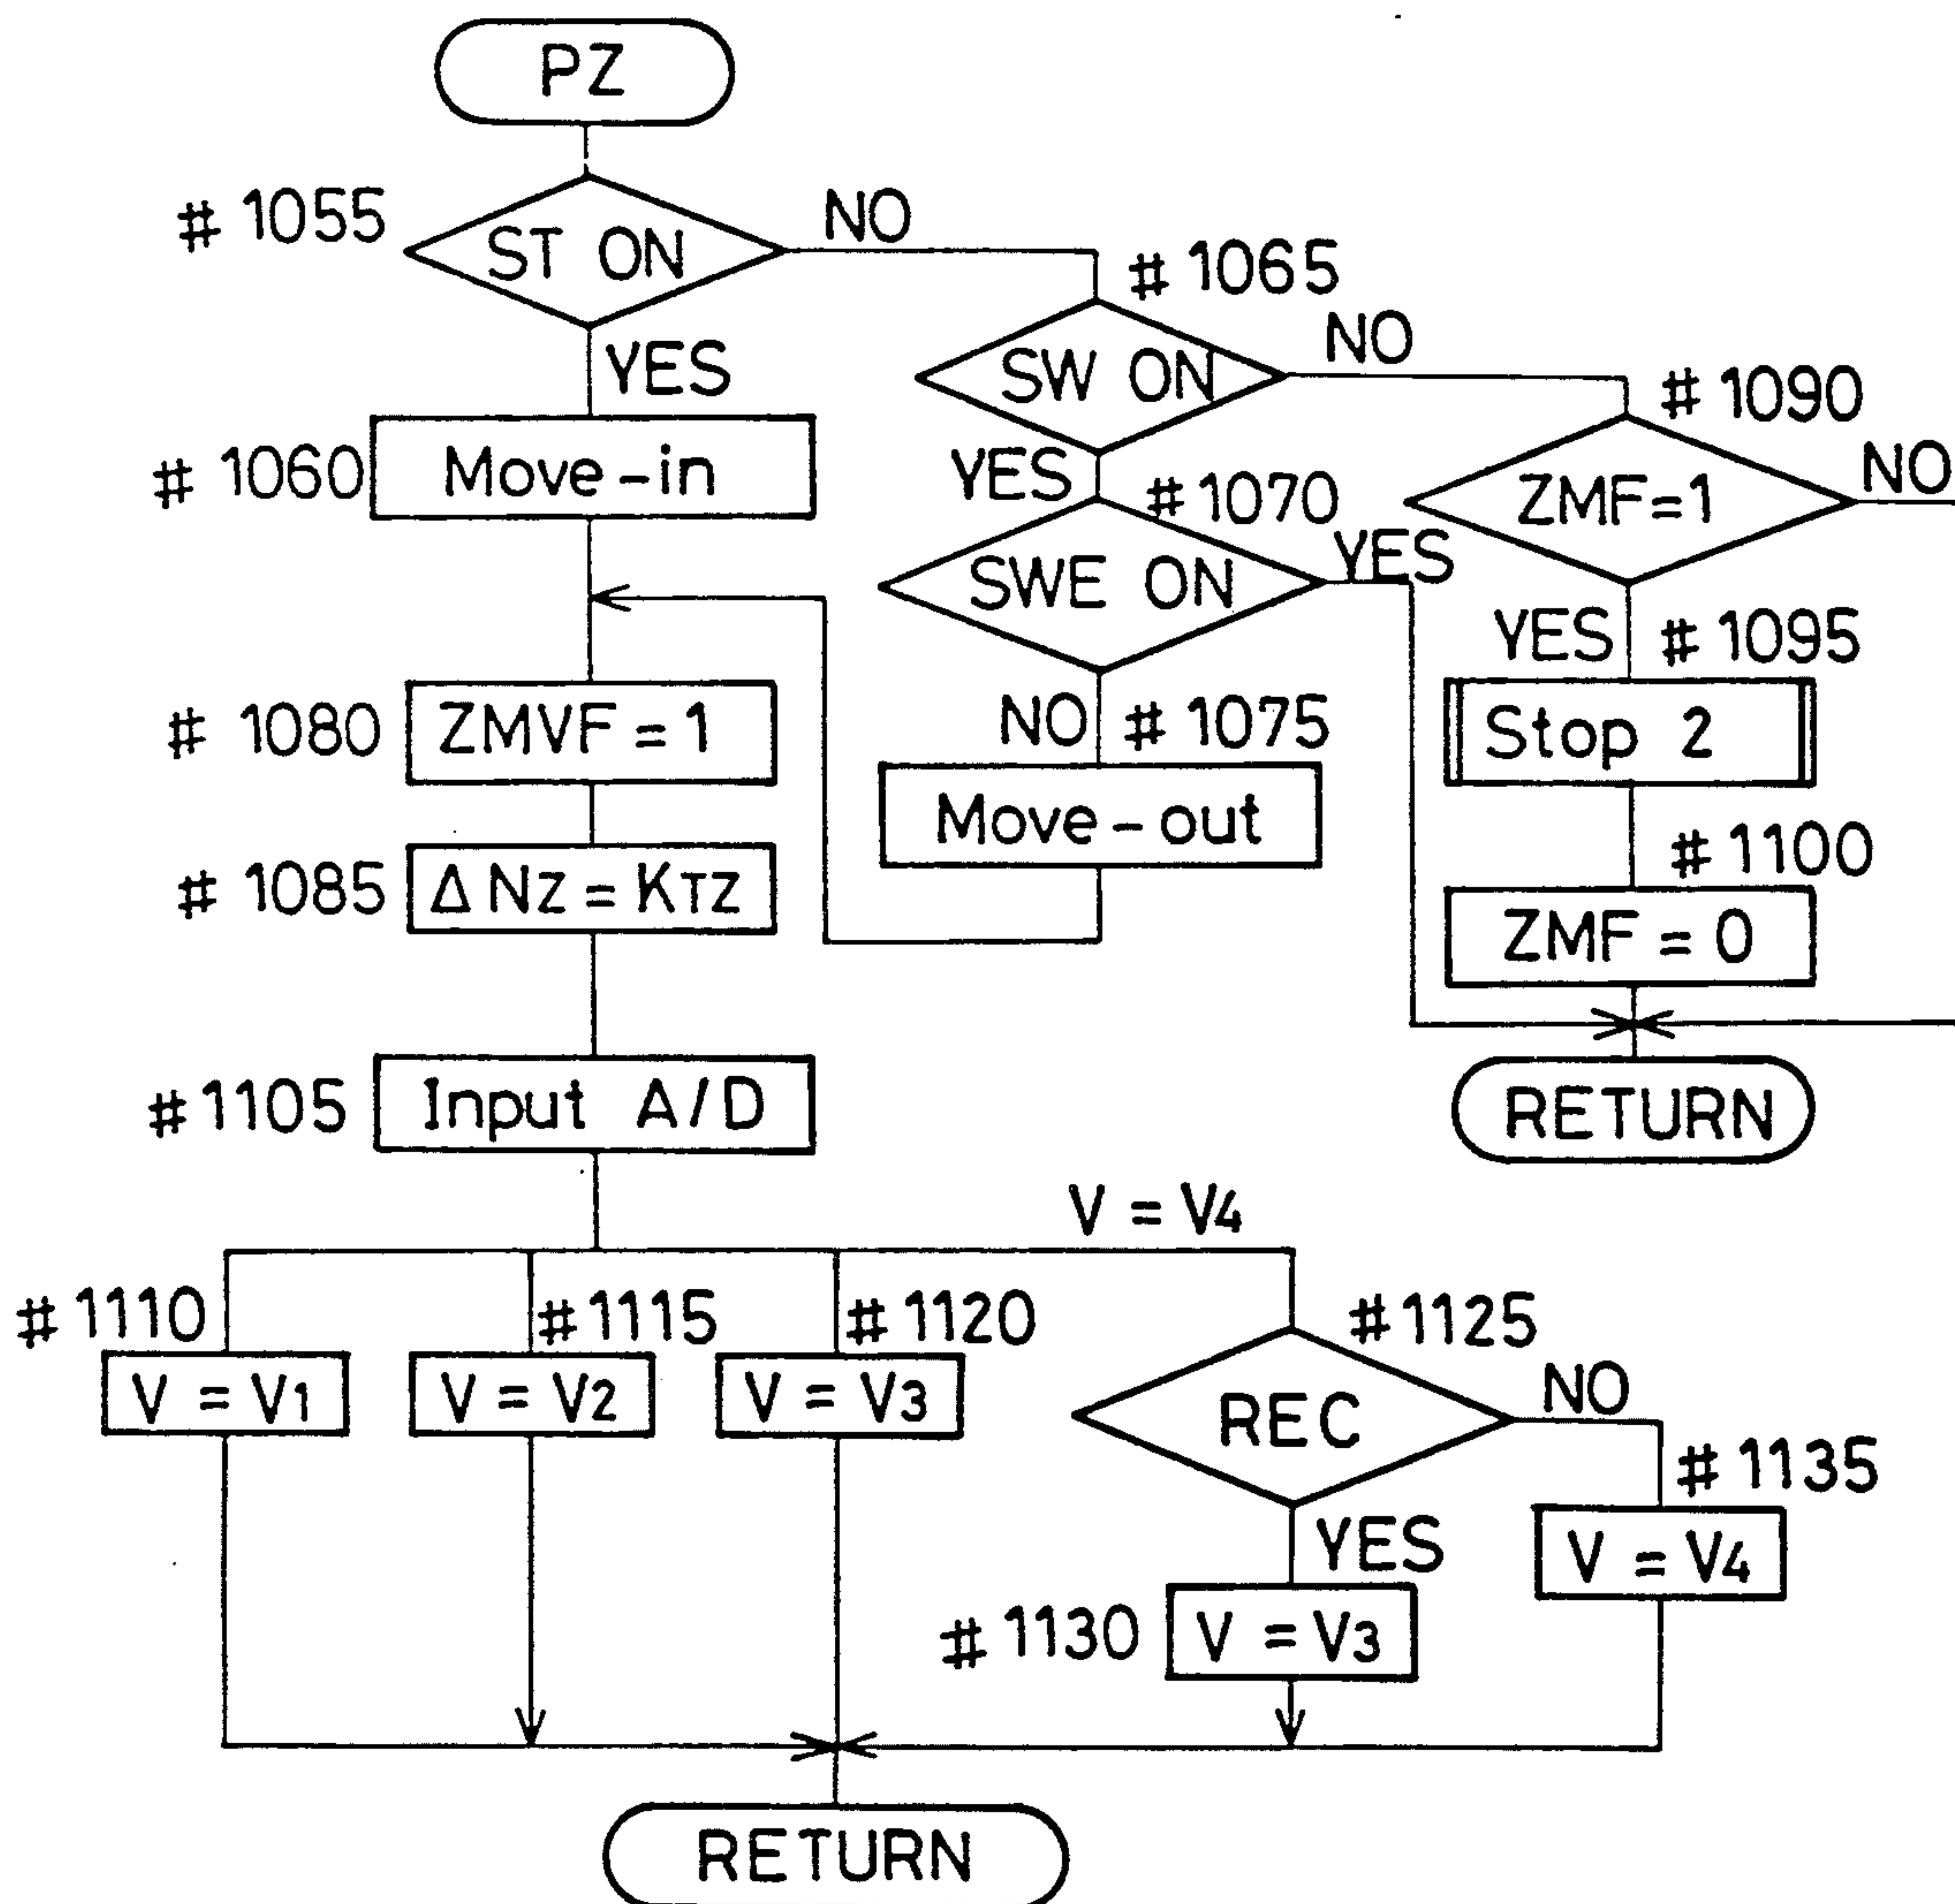 PZ
# 1055
ST ON
NO
YES
# 1065
SW ON
NO
YES
# 1060
Move-in
# 1090
ZMF=1
NO
YES
# 1070
SWE ON
YES
NO
# 1075
Move-out
# 1095
Stop 2
# 1100
ZMF = 0
RETURN
# 1080
ZMVF = 1
# 1085
ΔNZ = KTZ
# 1105
Input A/D
V = V4
# 1110
V = V1
# 1115
V = V2
# 1120
V = V3
# 1125
REC
NO
YES
# 1135
V = V4
# 1130
V = V3
RETURN